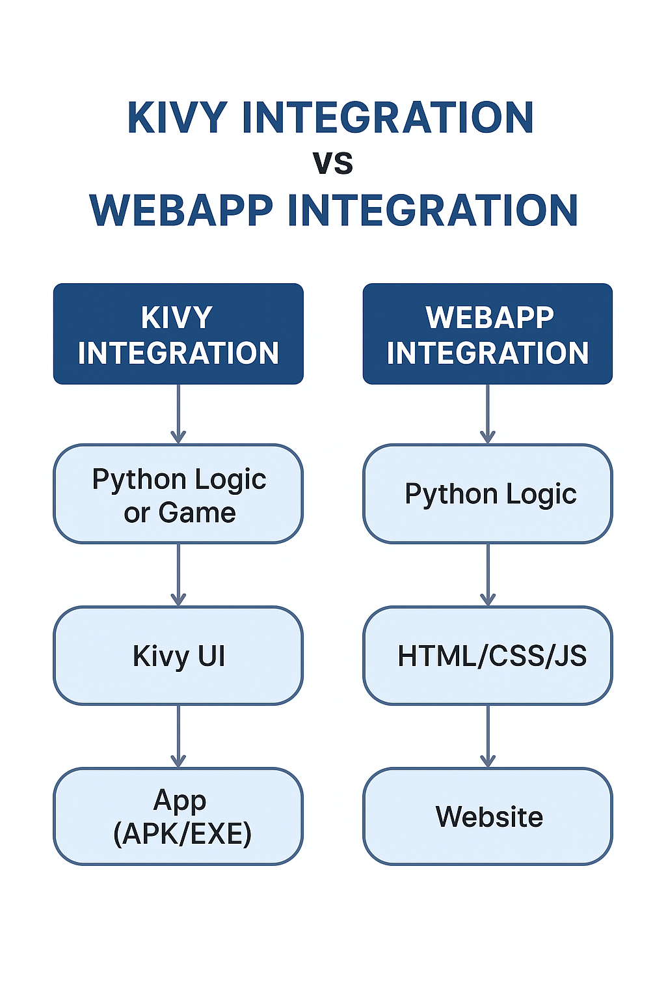 KIVY INTEGRATION
VS
WEBAPP INTEGRATION
KIVY
INTEGRATION
Python Logic
or Game
Kivy UI
App
(APK/EXE)
WEBAPP
INTEGRATION
Python Logic
HTML/CSS/JS
Website